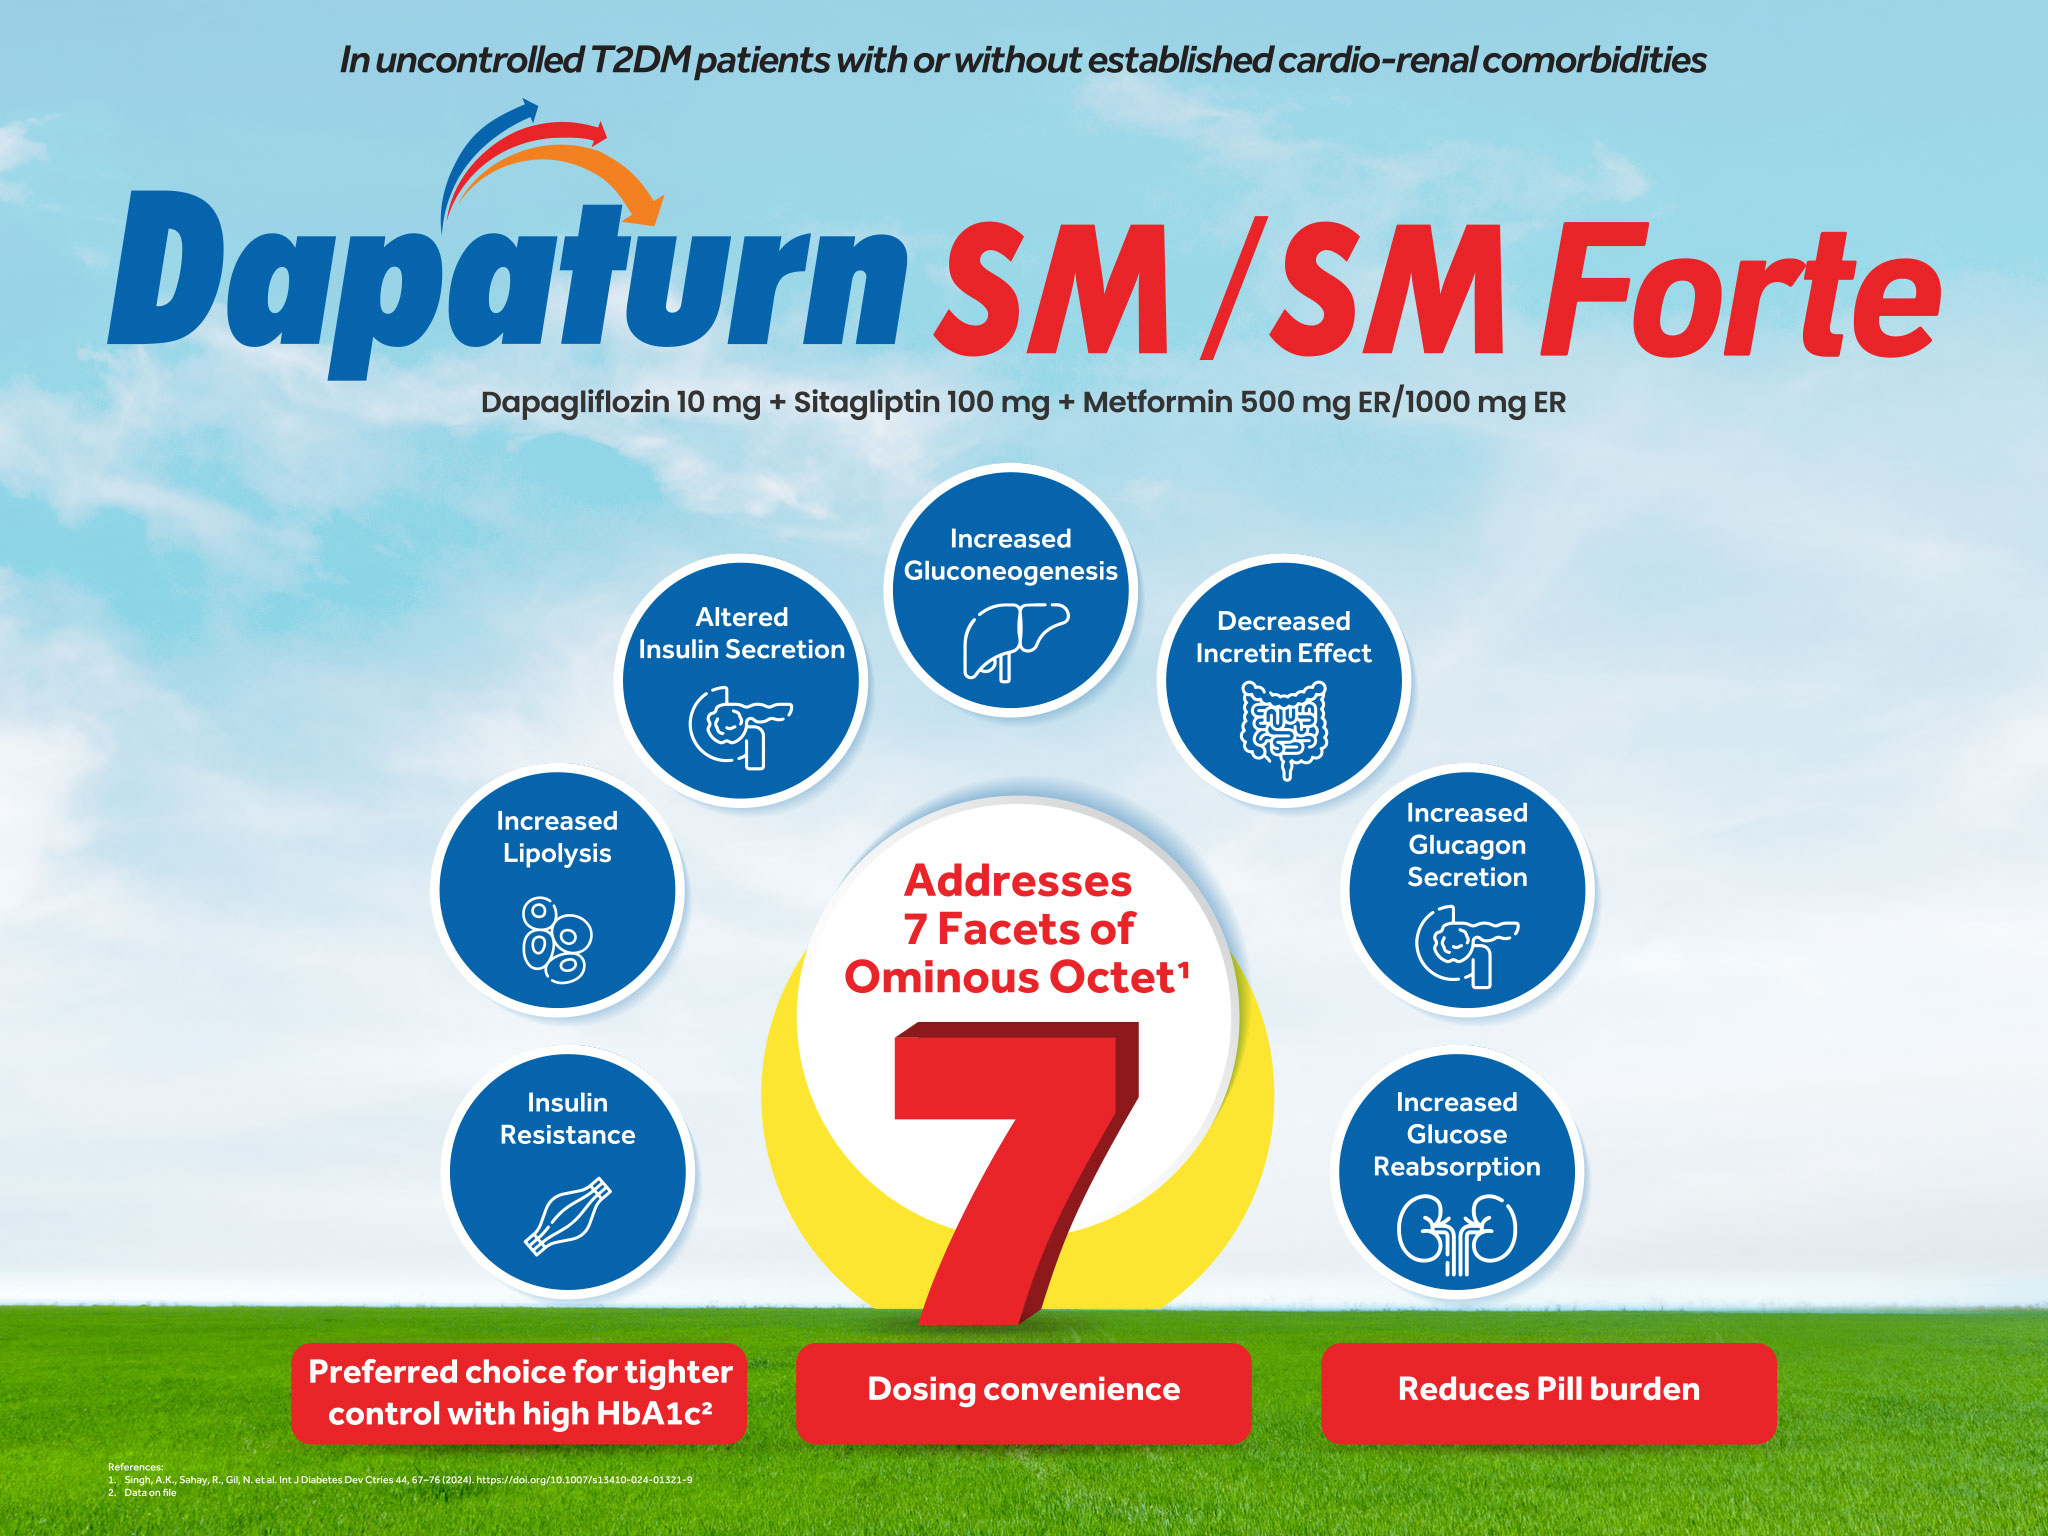 In uncontrolled T2DM patients with or without established cardio-renal comorbidities
Dapaturn SM / SM Forte
Dapagliflozin 10 mg + Sitagliptin 100 mg + Metformin 500 mg ER/1000 mg ER
Increased
Gluconeogenesis
Altered
Insulin Secretion
Decreased
Incretin Effect
Increased
Lipolysis
Increased
Glucagon
Secretion
Addresses
7 Facets of
Ominous Octet¹
7
Insulin
Resistance
Increased
Glucose
Reabsorption
Preferred choice for tighter
control with high HbA1c²
Dosing convenience
Reduces Pill burden
References:
1. Singh, A.K., Sahay, R., Gil, N. et al. Int J Diabetes Dev Ctries 44, 67–76 (2024). https://doi.org/10.1007/s13410-024-01321-9
2. Data on file